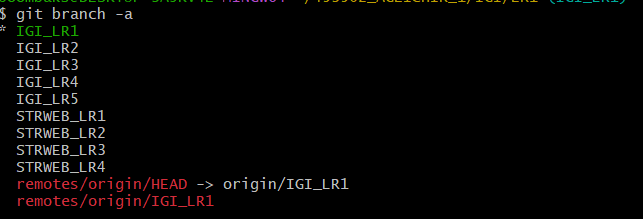 $ git branch -a
* IGI_LR1
IGI_LR2
IGI_LR3
IGI_LR4
IGI_LR5
STRWEB_LR1
STRWEB_LR2
STRWEB_LR3
STRWEB_LR4
remotes/origin/HEAD -> origin/IGI_LR1
remotes/origin/IGI_LR1